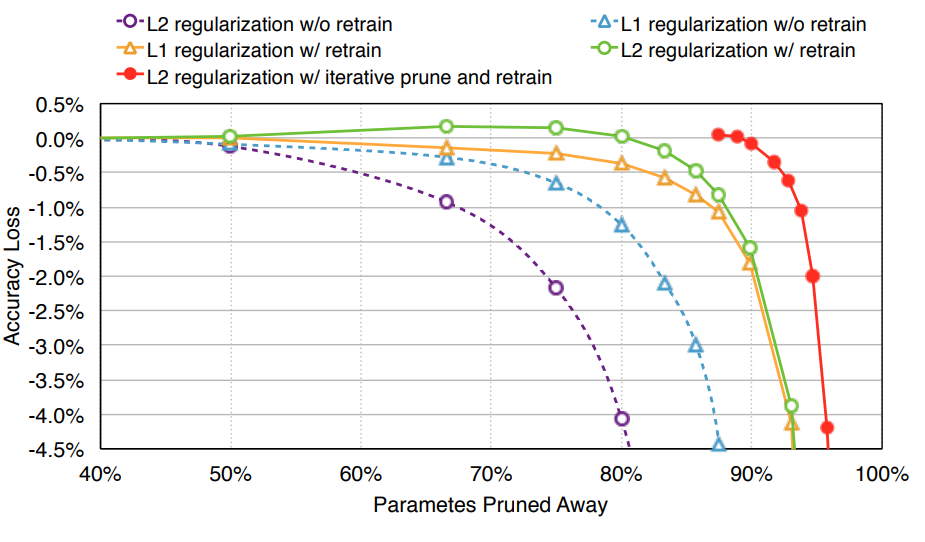 L2 regularization w/o retrain
L1 regularization w/o retrain
L1 regularization w/ retrain
L2 regularization w/ retrain
L2 regularization w/ iterative prune and retrain
Accuracy Loss
0.5%
0.0%
-0.5%
-1.0%
-1.5%
-2.0%
-2.5%
-3.0%
-3.5%
-4.0%
-4.5%
40% 50% 60% 70% 80% 90% 100%
Parametes Pruned Away